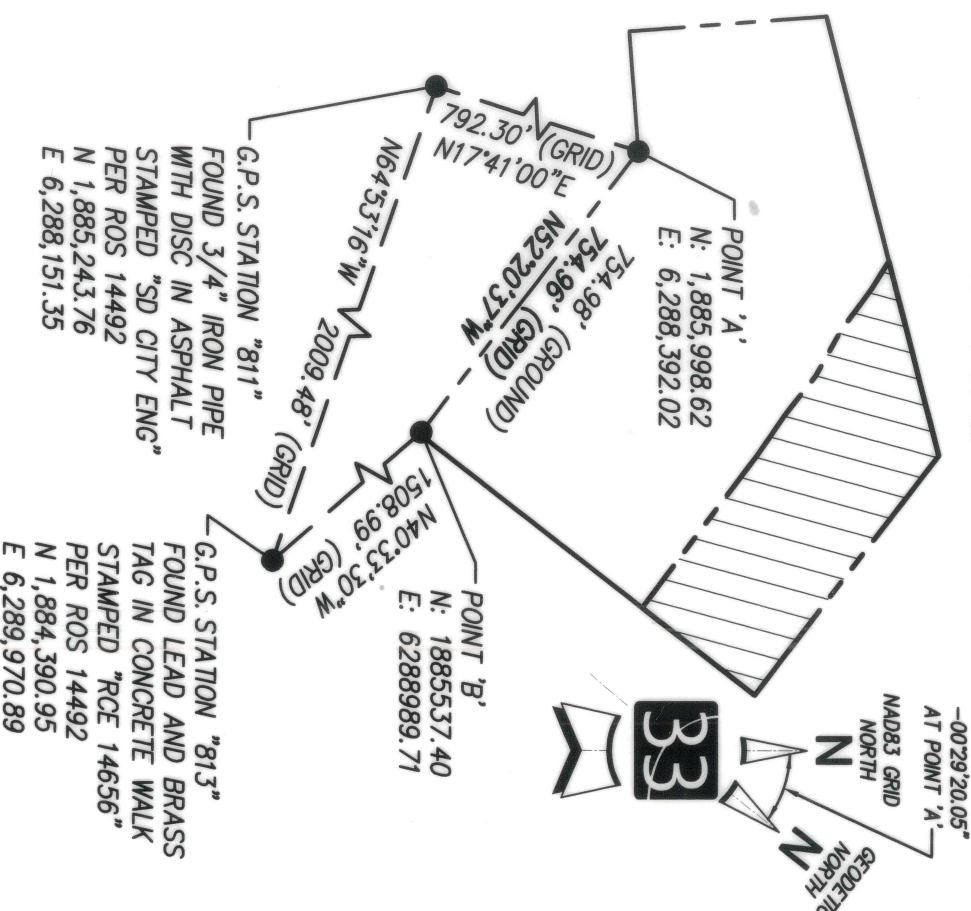 -00°29'20.05"
AT POINT 'A'
NAD83 GRID
NORTH
N
N
GEODETIC
NORTH
33
POINT 'A'
N: 1,885,998.62
E: 6,288,392.02
754.98' (GROUND)
754.96' (GRID)
N52°20'37"W
792.30' (GRID)
N17°41'00"E
N64°53'16"W 2009.48' (GRID)
N40°33'30"W
1508.99' (GRID)
POINT 'B'
N: 1885537.40
E: 6288989.71
G.P.S. STATION "811"
FOUND 3/4" IRON PIPE
WITH DISC IN ASPHALT
STAMPED "SD CITY ENG"
PER ROS 14492
N 1,885,243.76
E 6,288,151.35
G.P.S. STATION "813"
FOUND LEAD AND BRASS
TAG IN CONCRETE WALK
STAMPED "RCE 14656"
PER ROS 14492
N 1,884,390.95
E 6,289,970.89